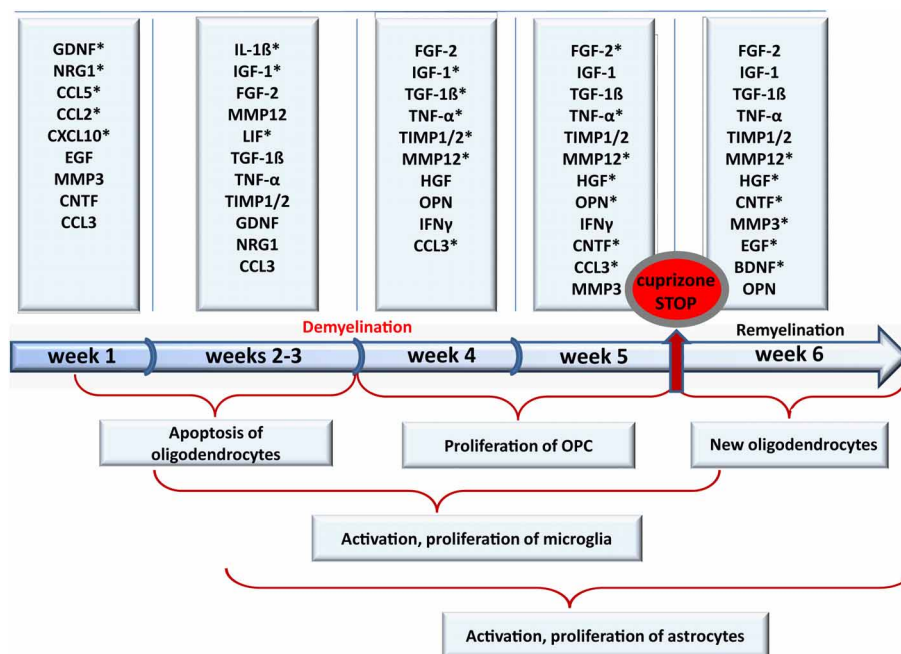 GDNF*
NRG1*
CCL5*
CCL2*
CXCL10*
EGF
MMP3
CNTF
CCL3
IL-1ß*
IGF-1*
FGF-2
MMP12
LIF*
TGF-1ß
TNF-α
TIMP1/2
GDNF
NRG1
CCL3
FGF-2
IGF-1*
TGF-1ß*
TNF-α*
TIMP1/2*
MMP12*
HGF
OPN
IFNγ
CCL3*
FGF-2*
IGF-1
TGF-1ß
TNF-α*
TIMP1/2
MMP12*
HGF*
OPN*
IFNγ
CNTF*
CCL3*
MMP3
FGF-2
IGF-1
TGF-1ß
TNF-α
TIMP1/2
MMP12*
HGF*
CNTF*
MMP3*
EGF*
BDNF*
OPN
cuprizone
STOP
Demyelination
Remyelination
week 1
weeks 2-3
week 4
week 5
week 6
Apoptosis of
oligodendrocytes
Proliferation of OPC
New oligodendrocytes
Activation, proliferation of microglia
Activation, proliferation of astrocytes